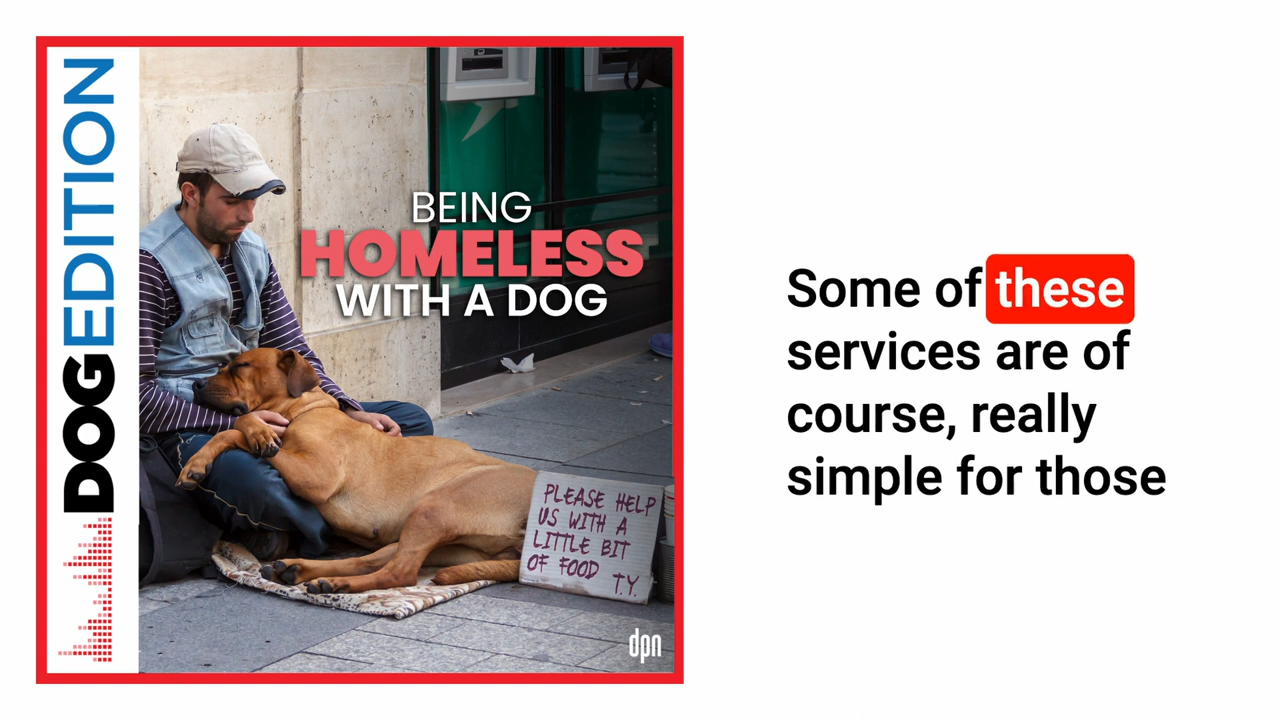 DOGEDITION
BEING
HOMELESS
WITH A DOG
PLEASE HELP
US WITH A
LITTLE BIT
OF FOOD
T.Y.
dpn
Some of these
services are of
course, really
simple for those